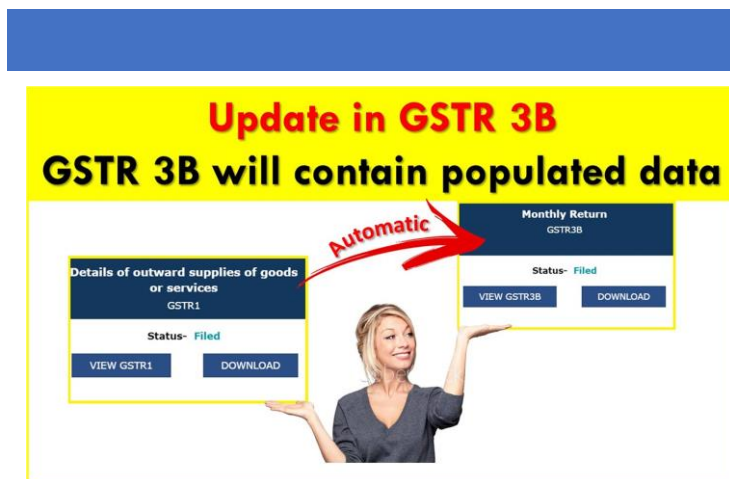 Update in GSTR 3B
GSTR 3B will contain populated data
Automatic
Monthly Return
GSTR3B
Status- Filed
VIEW GSTR3B DOWNLOAD
Details of outward supplies of goods
or services
GSTR1
Status- Filed
VIEW GSTR1 DOWNLOAD